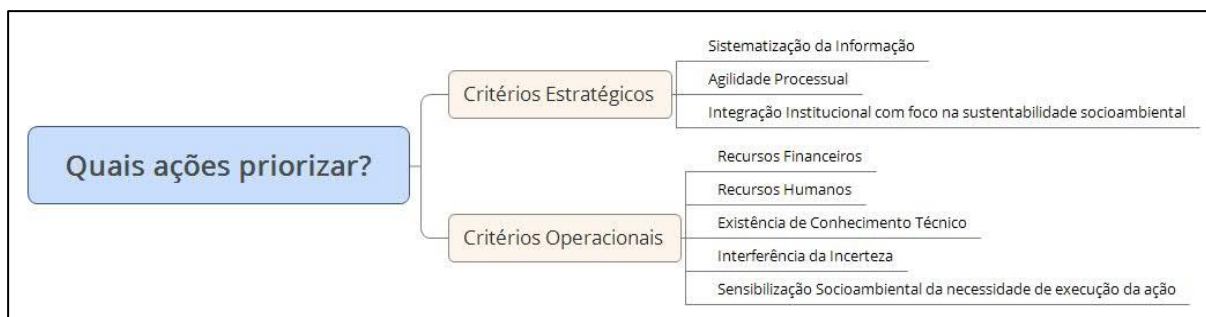 Quais ações priorizar?
Critérios Estratégicos
Sistematização da Informação
Agilidade Processual
Integração Institucional com foco na sustentabilidade socioambiental
Critérios Operacionais
Recursos Financeiros
Recursos Humanos
Existência de Conhecimento Técnico
Interferência da Incerteza
Sensibilização Socioambiental da necessidade de execução da ação